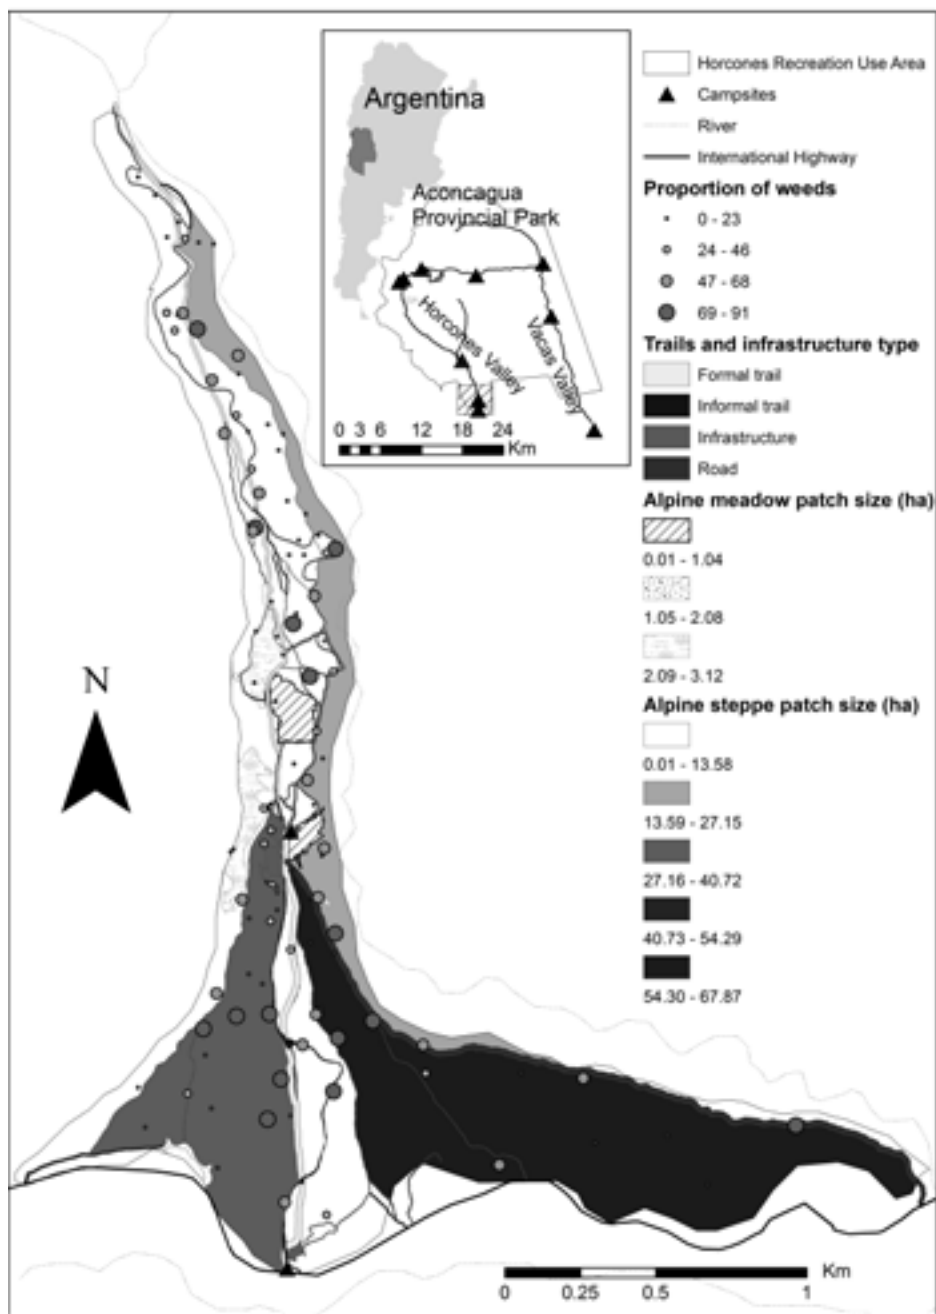 Argentina
Aconcagua
Provincial Park
Horcones Valley
Vacas Valley
0 3 6 12 18 24
Km
Horcones Recreation Use Area
Campsites
River
International Highway
Proportion of weeds
0 - 23
24 - 46
47 - 68
69 - 91
Trails and infrastructure type
Formal trail
Informal trail
Infrastructure
Road
Alpine meadow patch size (ha)
0.01 - 1.04
1.05 - 2.08
2.09 - 3.12
Alpine steppe patch size (ha)
0.01 - 13.58
13.59 - 27.15
27.16 - 40.72
40.73 - 54.29
54.30 - 67.87
N
Km
0 0.25 0.5 1